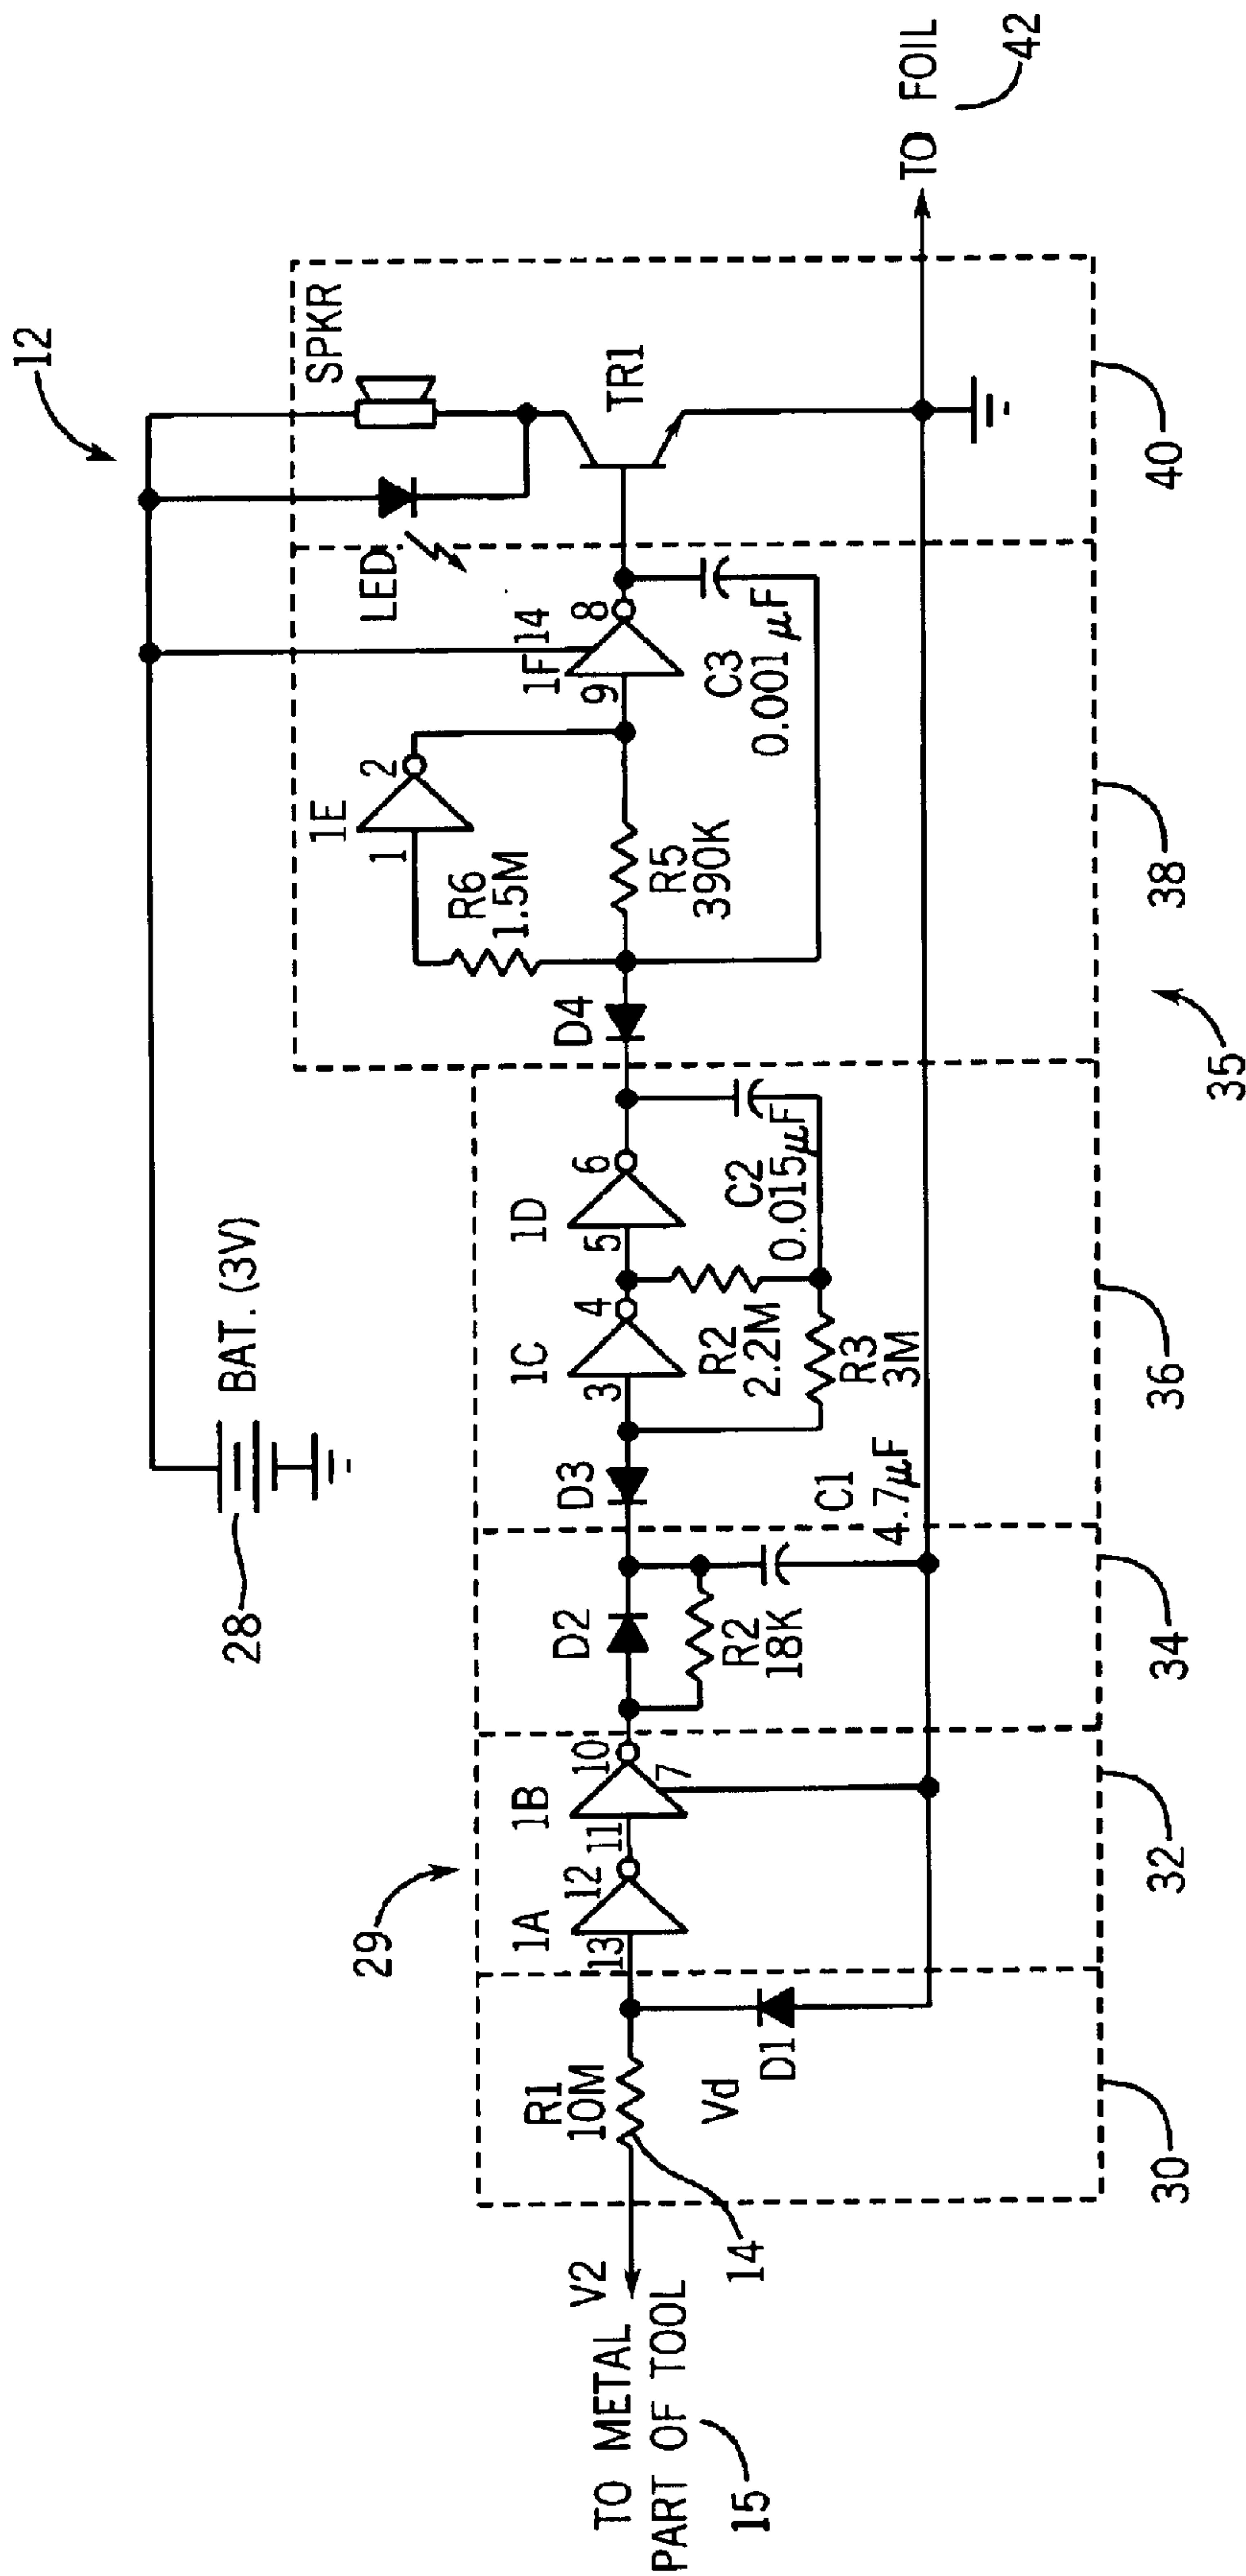 12
28
BAT. (3V)
29
TO METAL
PART OF TOOL
15
V2
14
R1
10M
Vd
D1
30
1A
13
12
1B
11
10
7
32
D2
R2
18K
C1
4.7µF
34
D3
1C
3
4
R2
2.2M
R3
3M
1D
5
6
C2
0.015µF
36
35
D4
R6
1.5M
R5
390K
1E
1
2
1F
14
9
8
C3
0.001 µF
38
LED
SPKR
TR1
40
TO FOIL
42